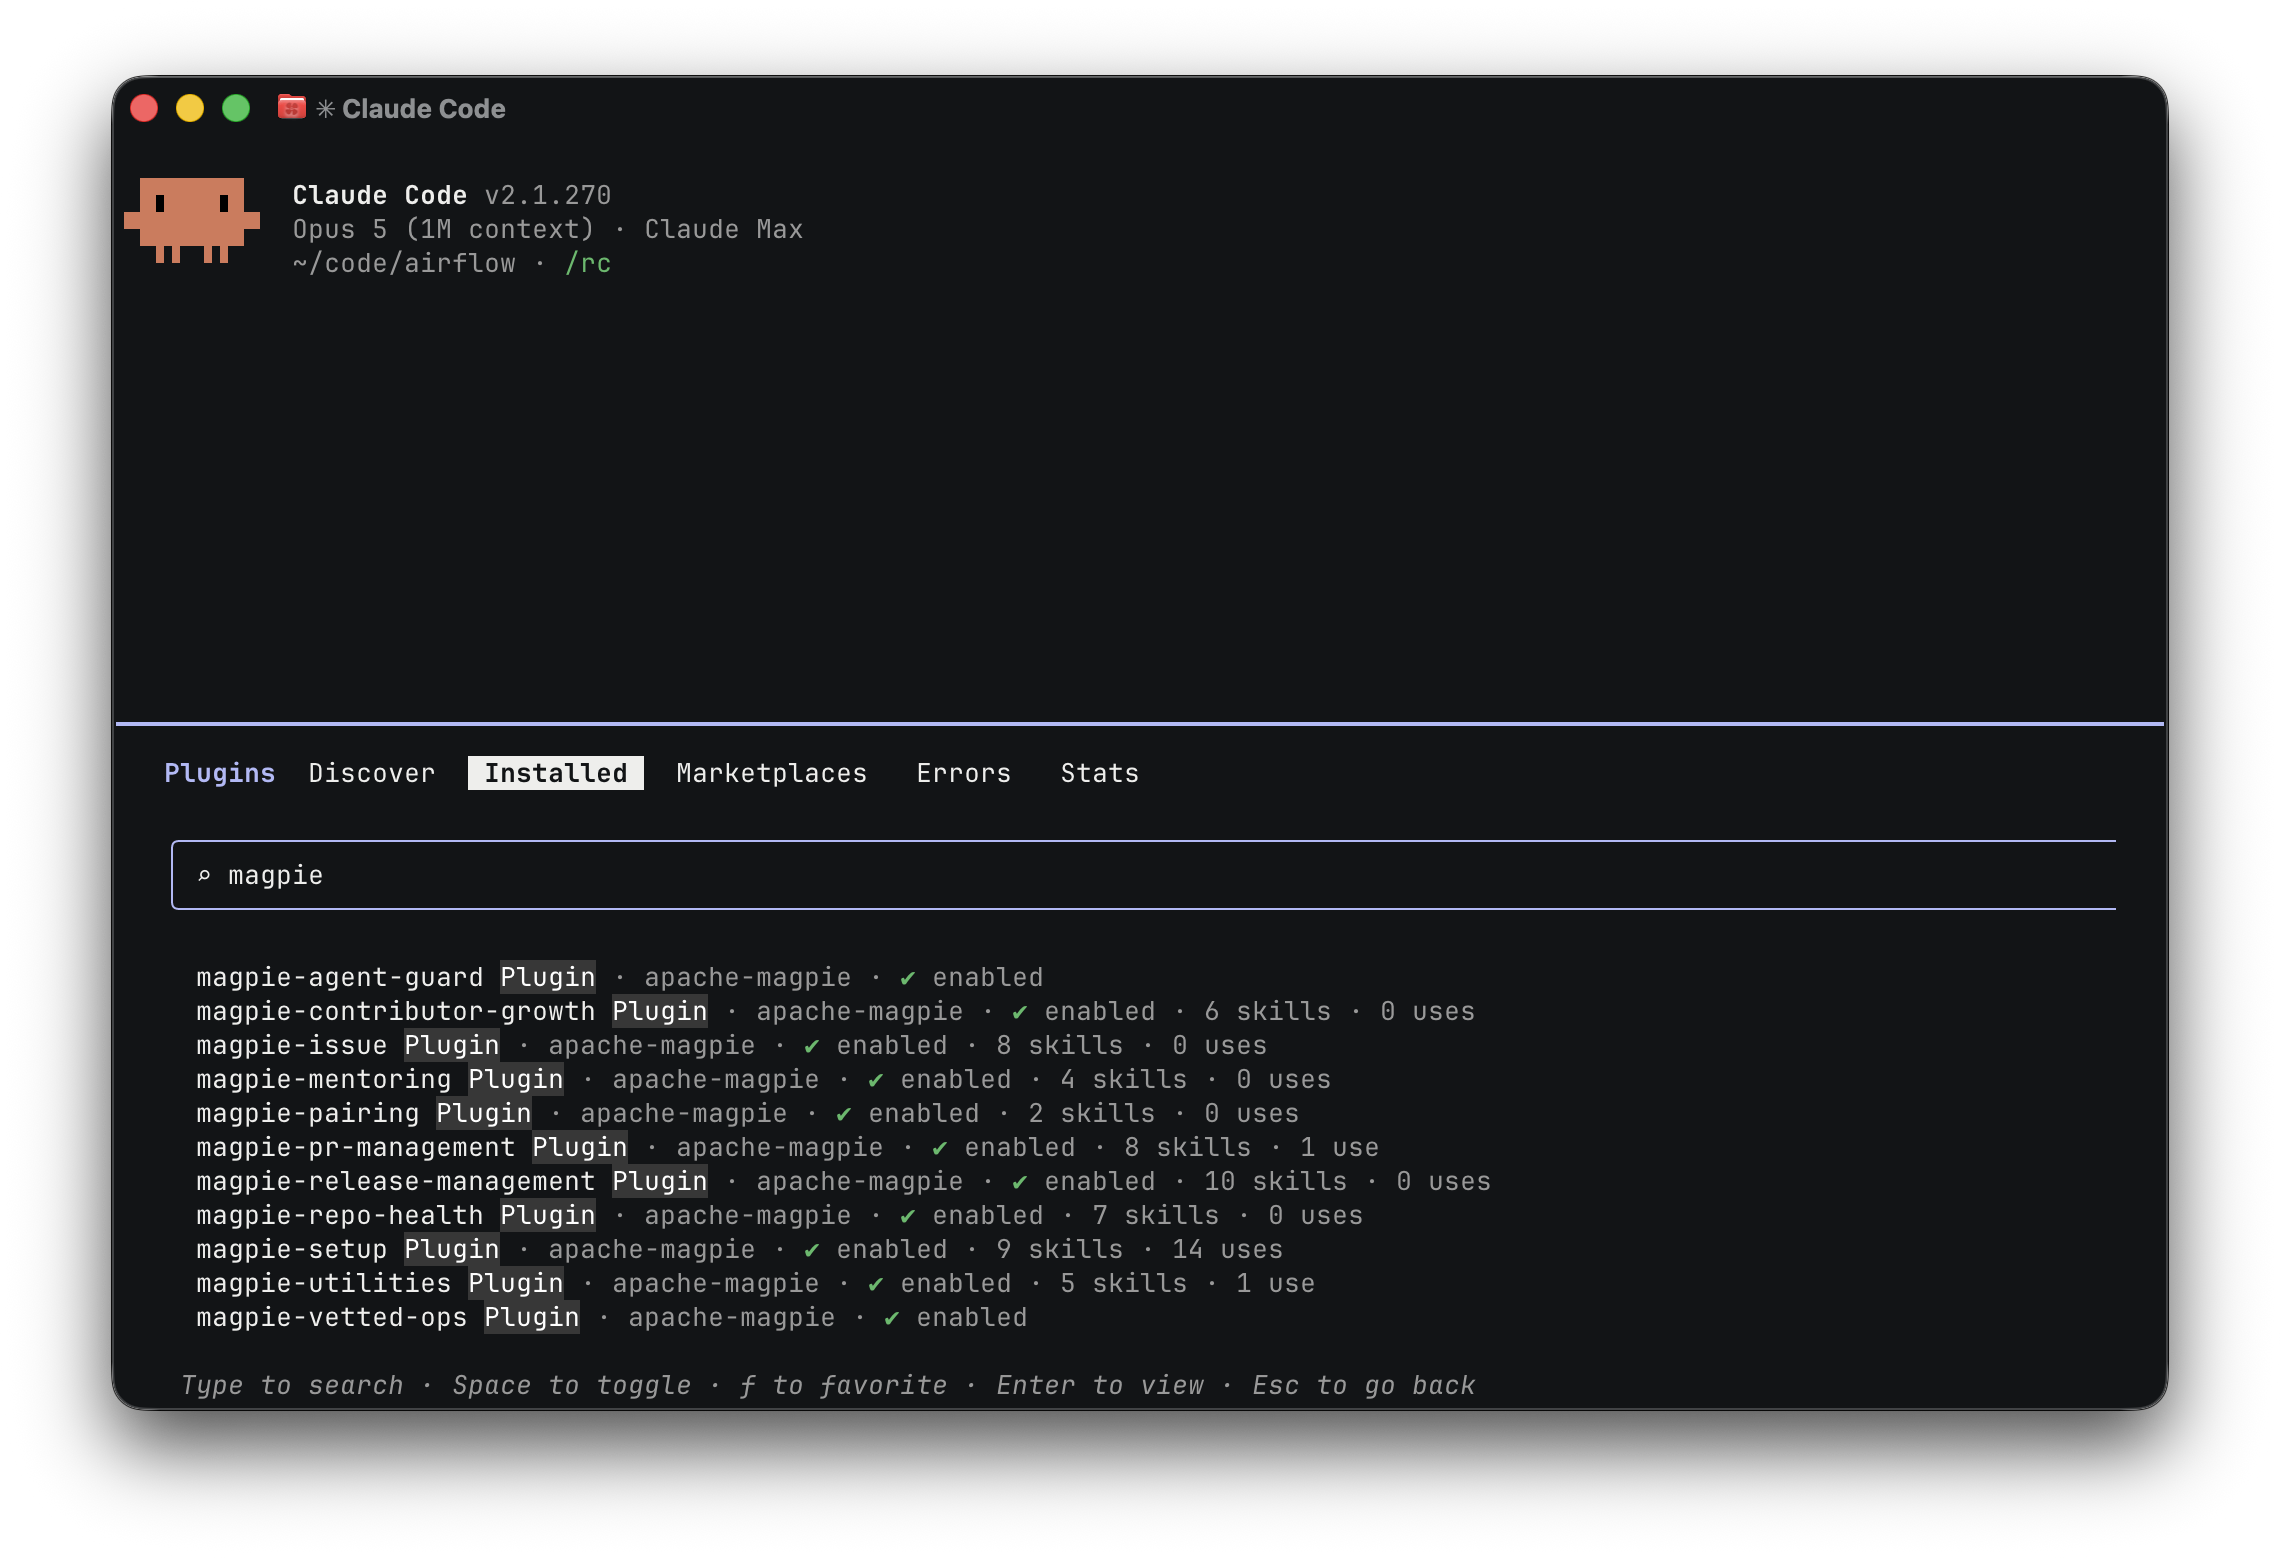 ✳ Claude Code
Claude Code v2.1.270
Opus 5 (1M context) · Claude Max
~/code/airflow · /rc
Plugins Discover Installed Marketplaces Errors Stats
⌕ magpie
magpie-agent-guard Plugin · apache-magpie · ✔ enabled
magpie-contributor-growth Plugin · apache-magpie · ✔ enabled · 6 skills · 0 uses
magpie-issue Plugin · apache-magpie · ✔ enabled · 8 skills · 0 uses
magpie-mentoring Plugin · apache-magpie · ✔ enabled · 4 skills · 0 uses
magpie-pairing Plugin · apache-magpie · ✔ enabled · 2 skills · 0 uses
magpie-pr-management Plugin · apache-magpie · ✔ enabled · 8 skills · 1 use
magpie-release-management Plugin · apache-magpie · ✔ enabled · 10 skills · 0 uses
magpie-repo-health Plugin · apache-magpie · ✔ enabled · 7 skills · 0 uses
magpie-setup Plugin · apache-magpie · ✔ enabled · 9 skills · 14 uses
magpie-utilities Plugin · apache-magpie · ✔ enabled · 5 skills · 1 use
magpie-vetted-ops Plugin · apache-magpie · ✔ enabled
Type to search · Space to toggle · f to favorite · Enter to view · Esc to go back